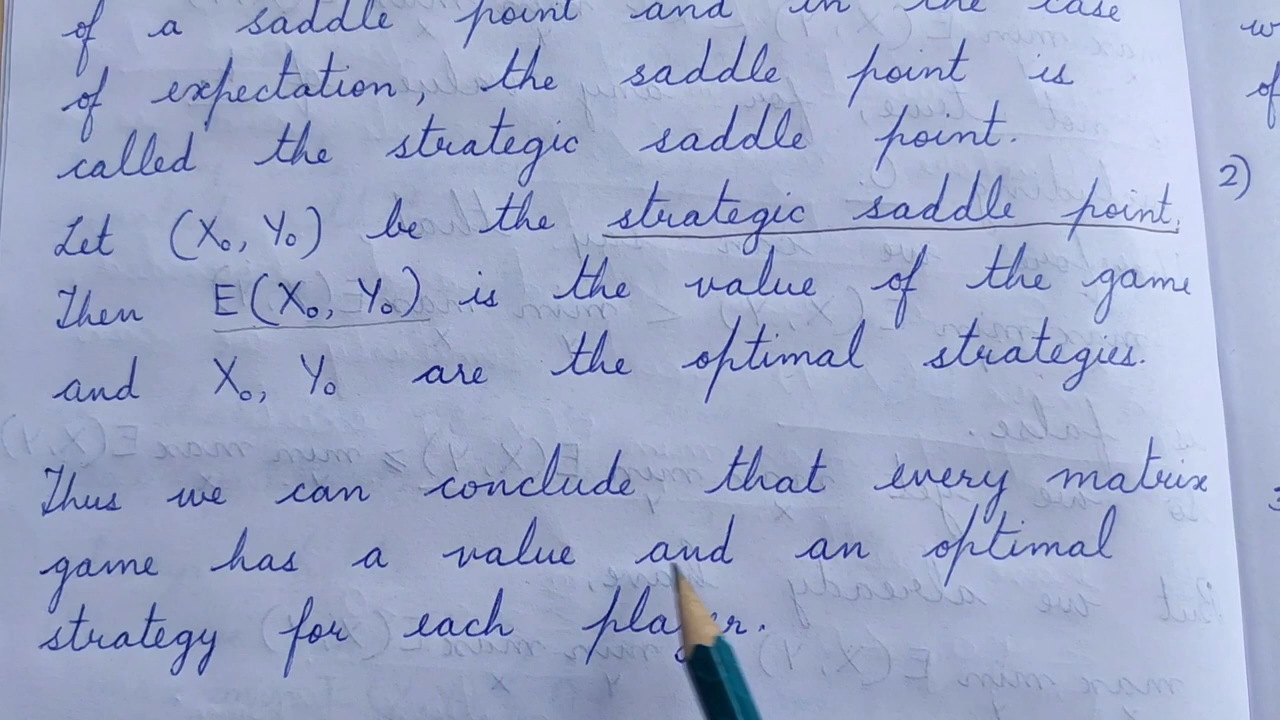 of a saddle point and in the case
of expectation, the saddle point is
called the strategic saddle point.
Let (X₀, Y₀) be the strategic saddle point.
Then E(X₀, Y₀) is the value of the game
and X₀, Y₀ are the optimal strategies.
Thus we can conclude that every matrix
game has a value and an optimal
strategy for each player.
w
of
2)